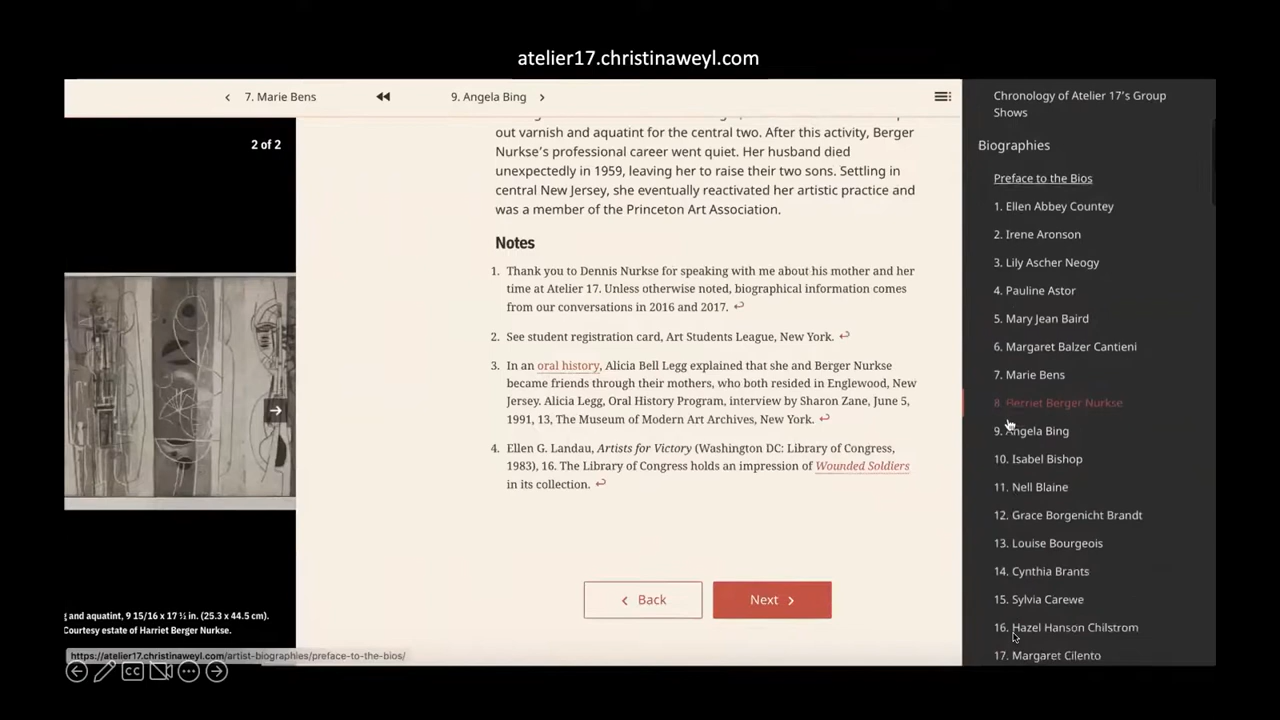 atelier17.christinaweyl.com
7. Marie Bens
9. Angela Bing
2 of 2
g and aquatint, 9 15/16 x 17 ½ in. (25.3 x 44.5 cm).
Courtesy estate of Harriet Berger Nurkse.
https://atelier17.christinaweyl.com/artist-biographies/preface-to-the-bios/
CC
out varnish and aquatint for the central two. After this activity, Berger
Nurkse’s professional career went quiet. Her husband died
unexpectedly in 1959, leaving her to raise their two sons. Settling in
central New Jersey, she eventually reactivated her artistic practice and
was a member of the Princeton Art Association.
Notes
1. Thank you to Dennis Nurkse for speaking with me about his mother and her
time at Atelier 17. Unless otherwise noted, biographical information comes
from our conversations in 2016 and 2017. ↩
2. See student registration card, Art Students League, New York. ↩
3. In an oral history, Alicia Bell Legg explained that she and Berger Nurkse
became friends through their mothers, who both resided in Englewood, New
Jersey. Alicia Legg, Oral History Program, interview by Sharon Zane, June 5,
1991, 13, The Museum of Modern Art Archives, New York. ↩
4. Ellen G. Landau, Artists for Victory (Washington DC: Library of Congress,
1983), 16. The Library of Congress holds an impression of Wounded Soldiers
in its collection. ↩
Back
Next
Chronology of Atelier 17’s Group
Shows
Biographies
Preface to the Bios
1. Ellen Abbey Countey
2. Irene Aronson
3. Lily Ascher Neogy
4. Pauline Astor
5. Mary Jean Baird
6. Margaret Balzer Cantieni
7. Marie Bens
8. Harriet Berger Nurkse
9. Angela Bing
10. Isabel Bishop
11. Nell Blaine
12. Grace Borgenicht Brandt
13. Louise Bourgeois
14. Cynthia Brants
15. Sylvia Carewe
16. Hazel Hanson Chilstrom
17. Margaret Cilento